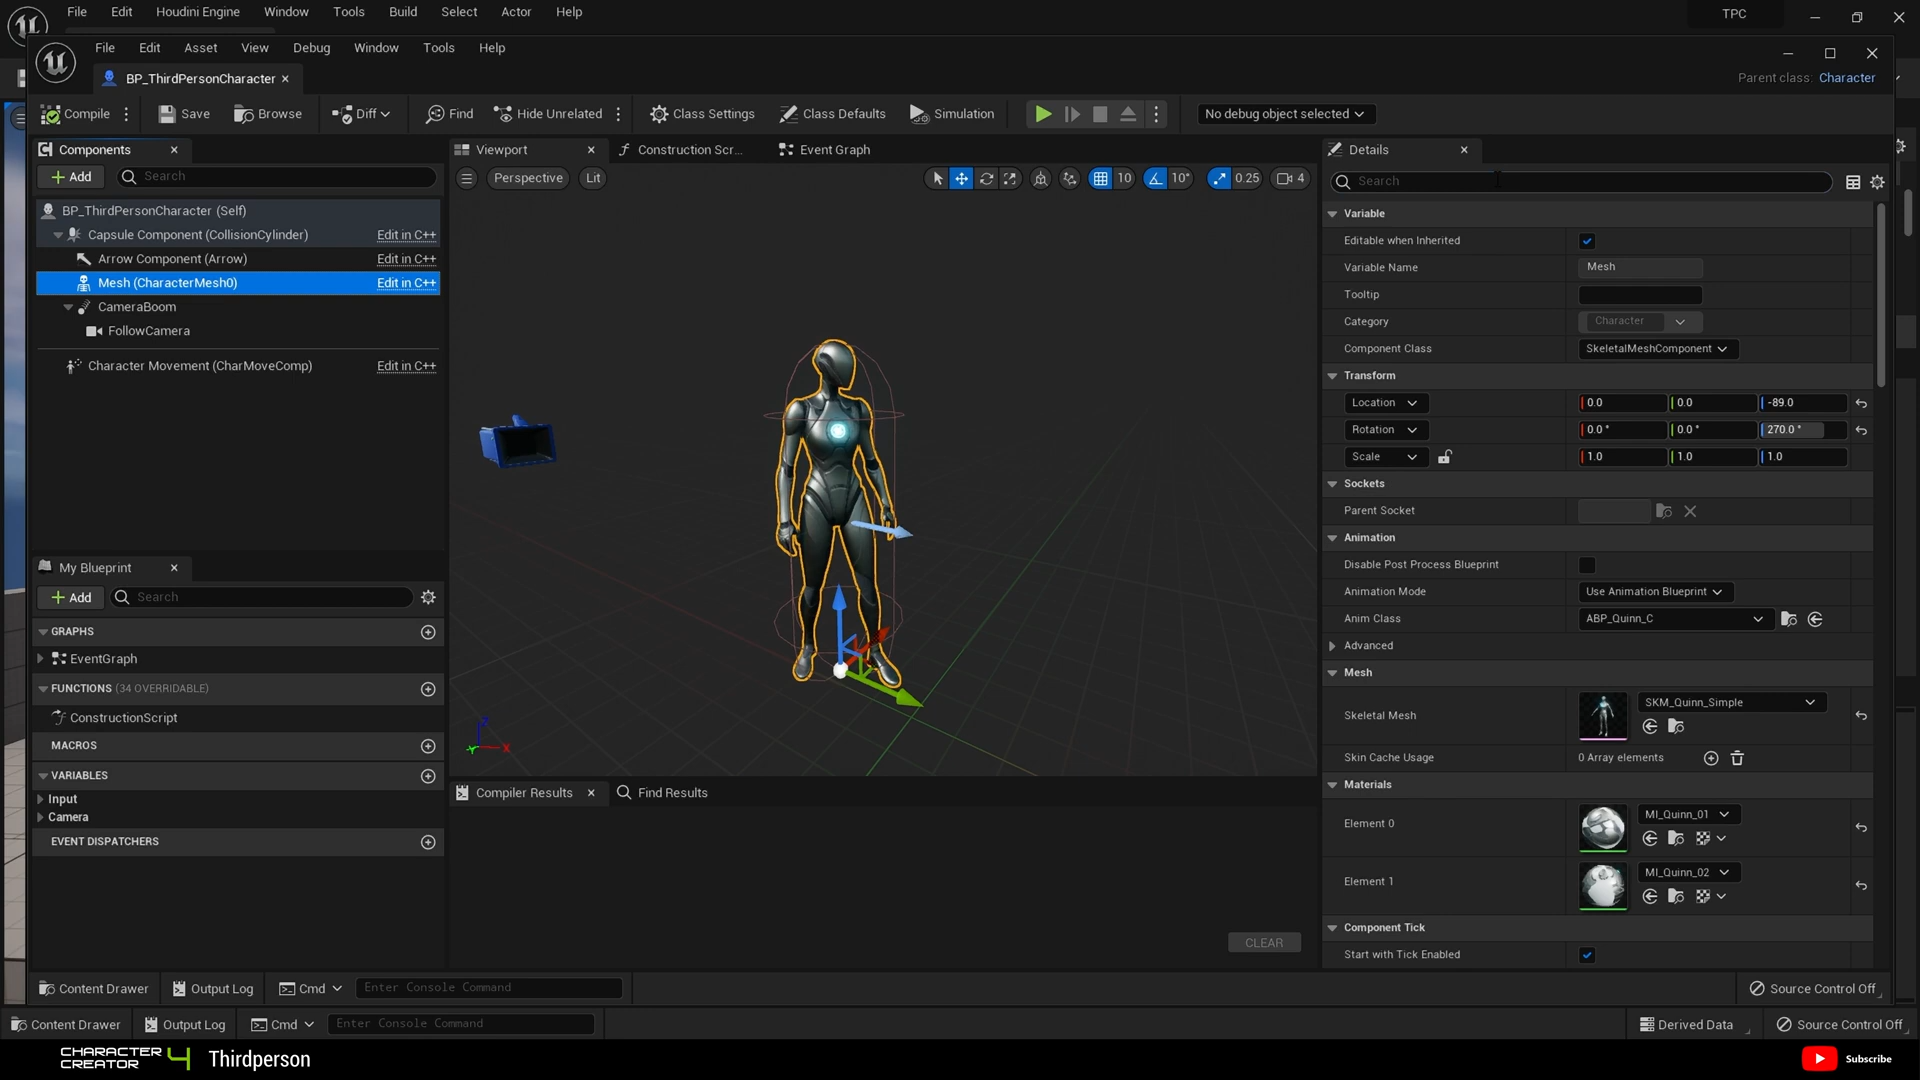 File Edit Houdini Engine Window Tools Build Select Actor Help TPC
File Edit Asset View Debug Window Tools Help
BP_ThirdPersonCharacter
Parent class: Character
Compile Save Browse Diff Find Hide Unrelated Class Settings Class Defaults Simulation No debug object selected
Components Viewport Construction Scr... Event Graph Details
Add Search Perspective Lit 10 10° 0.25 4 Search
BP_ThirdPersonCharacter (Self)
Capsule Component (CollisionCylinder) Edit in C++
Arrow Component (Arrow) Edit in C++
Mesh (CharacterMesh0) Edit in C++
CameraBoom
FollowCamera
Character Movement (CharMoveComp) Edit in C++
Variable
Editable when Inherited
Variable Name Mesh
Tooltip
Category Character
Component Class SkeletalMeshComponent
Transform
Location 0.0 0.0 -89.0
Rotation 0.0° 0.0° 270.0°
Scale 1.0 1.0 1.0
Sockets
Parent Socket
Animation
Disable Post Process Blueprint
Animation Mode Use Animation Blueprint
Anim Class ABP_Quinn_C
Advanced
Mesh
Skeletal Mesh SKM_Quinn_Simple
Skin Cache Usage 0 Array elements
Materials
Element 0 MI_Quinn_01
Element 1 MI_Quinn_02
Component Tick
Start with Tick Enabled
My Blueprint
Add Search
GRAPHS
EventGraph
FUNCTIONS (34 OVERRIDABLE)
ConstructionScript
MACROS
VARIABLES
Input
Camera
EVENT DISPATCHERS
Z
Y X
Compiler Results Find Results
CLEAR
Content Drawer Output Log Cmd Enter Console Command Source Control Off
Content Drawer Output Log Cmd Enter Console Command Derived Data Source Control Off
CHARACTER CREATOR 4 Thirdperson Subscribe